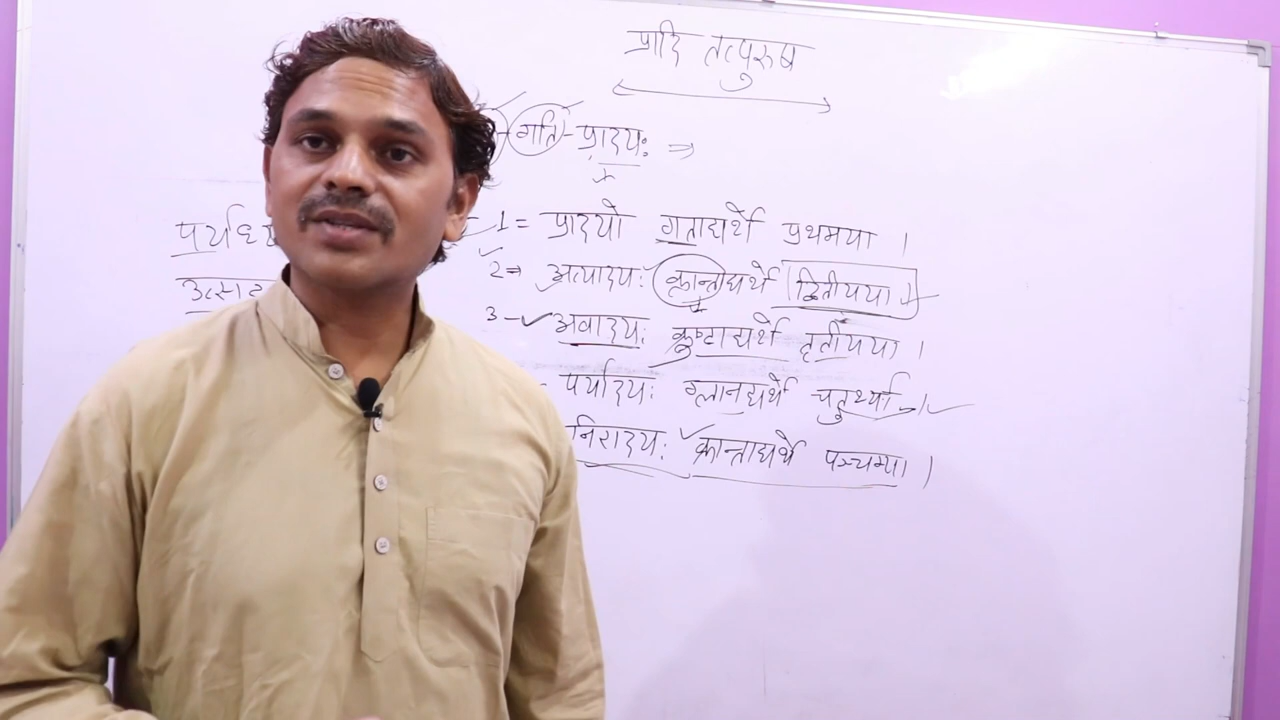 प्रादि तत्पुरुष
गति - प्रादयः ⇒
1 = प्रादयो गताद्यर्थे प्रथमया ।
2 ⇒ अत्यादयः क्रान्ताद्यर्थे द्वितीयया ।
3 - अवादयः क्रुष्टाद्यर्थे तृतीयया ।
पर्यादयः ग्लानाद्यर्थे चतुर्थ्या ।
निरादयः क्रान्ताद्यर्थे पञ्चम्या ।